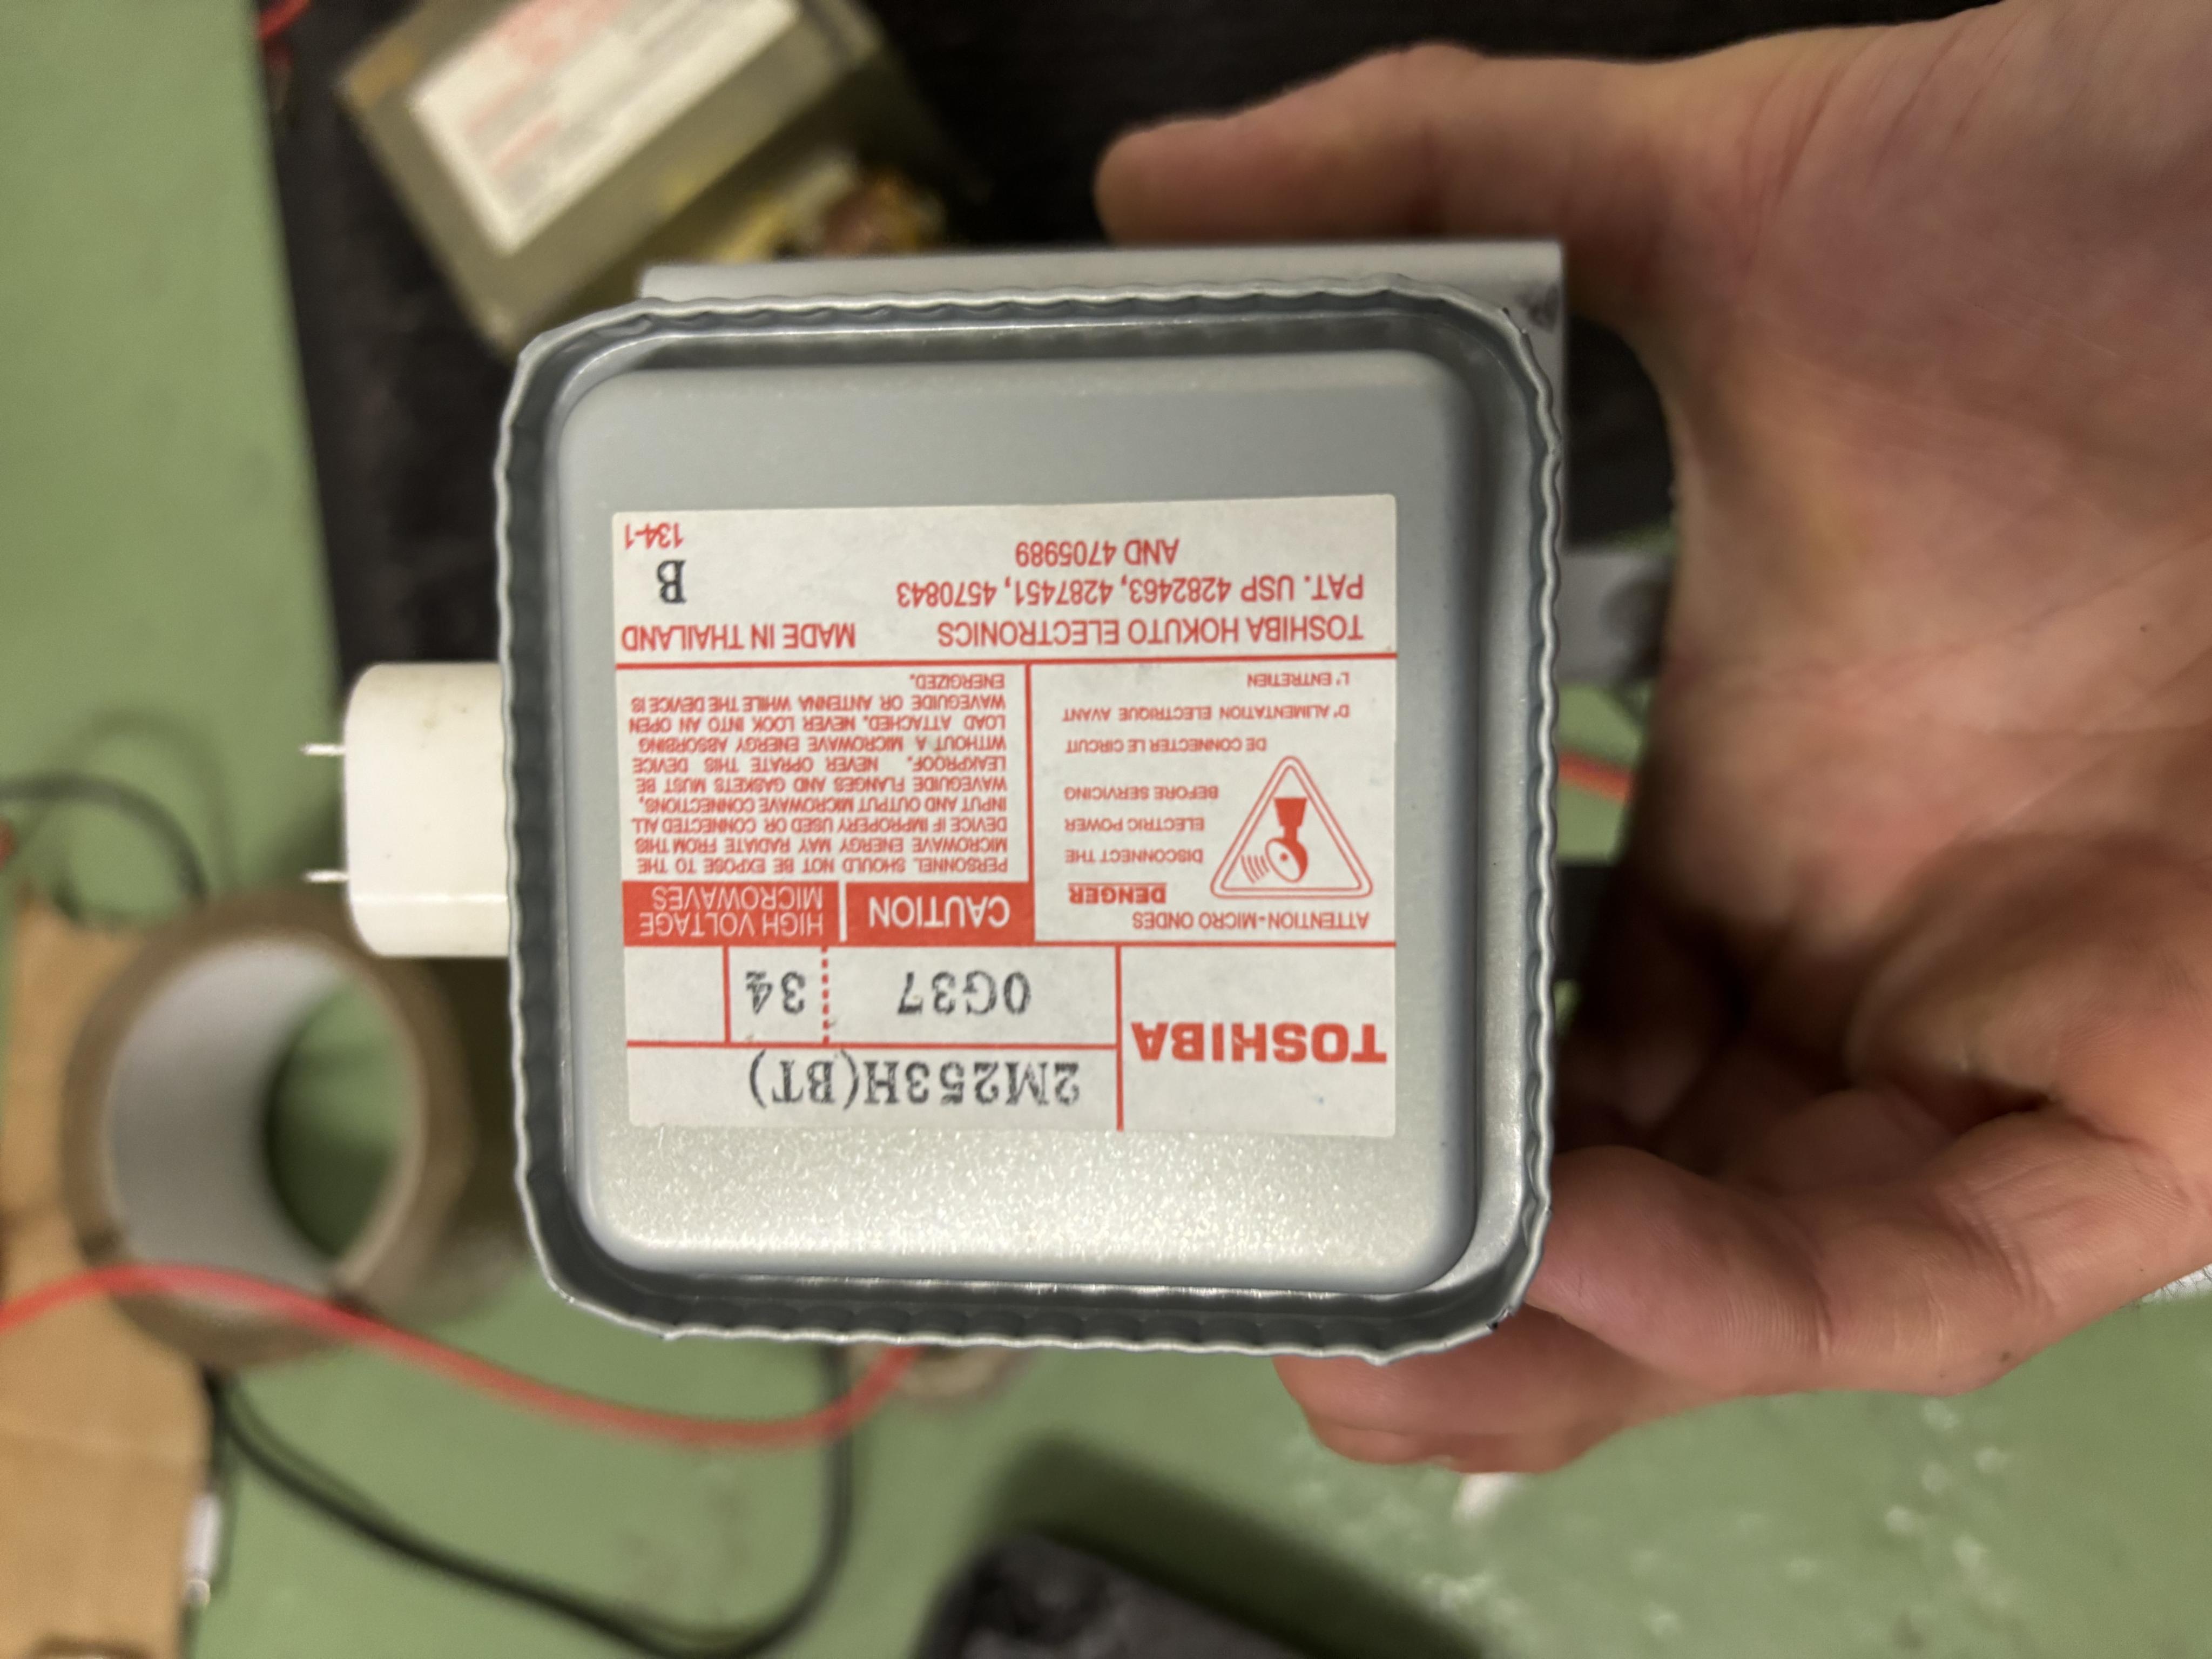 TOSHIBA
2M253H(BT)
0G37 34
ATTENTION-MICRO ONDES
DENGER
DISCONNECT THE
ELECTRIC POWER
BEFORE SERVICING
DE CONNECTER LE CIRCUIT
D'ALIMENTATION ELECTRIQUE AVANT
L'ENTRETIEN
CAUTION
HIGH VOLTAGE
MICROWAVES
PERSONNEL SHOULD NOT BE EXPOSE TO THE
MICROWAVE ENERGY MAY RADIATE FROM THIS
DEVICE IF IMPROPERY USED OR CONNECTED ALL
INPUT AND OUTPUT MICROWAVE CONNECTIONS,
WAVEGUIDE FLANGES AND GASKETS MUST BE
LEAKPROOF. NEVER OPRATE THIS DEVICE
WITHOUT A MICROWAVE ENERGY ABSORBING
LOAD ATTACHED. NEVER LOOK INTO AN OPEN
WAVEGUIDE OR ANTENNA WHILE THE DEVICE IS
ENERGIZED.
TOSHIBA HOKUTO ELECTRONICS MADE IN THAILAND
PAT. USP 4282463, 4287451, 4570843
AND 4705989
B
134-1